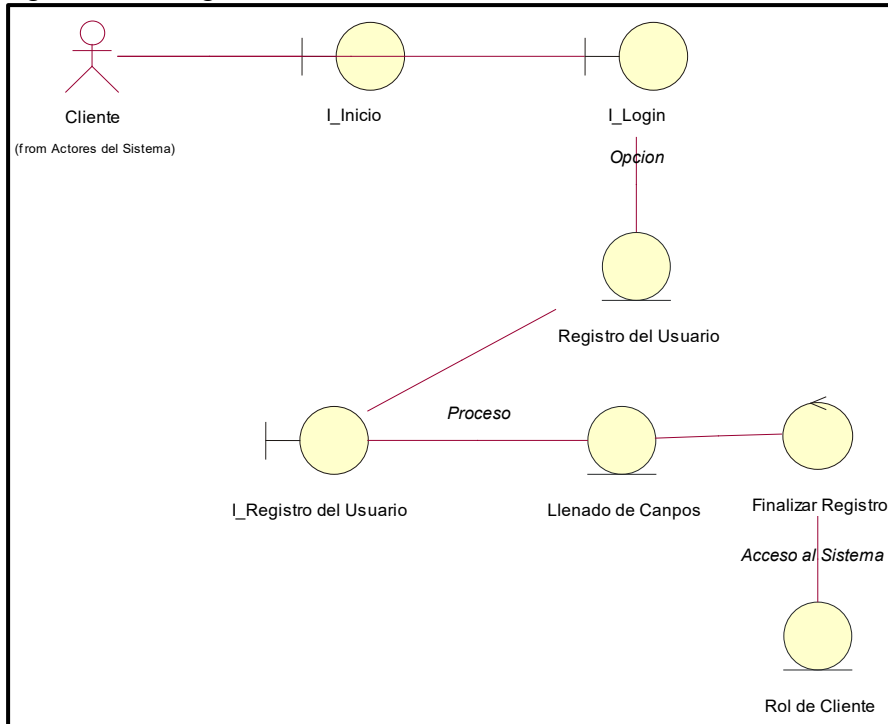 Cliente
(from Actores del Sistema)
I_Inicio
I_Login
Opcion
Registro del Usuario
Proceso
I_Registro del Usuario
Llenado de Canpos
Finalizar Registro
Acceso al Sistema
Rol de Cliente